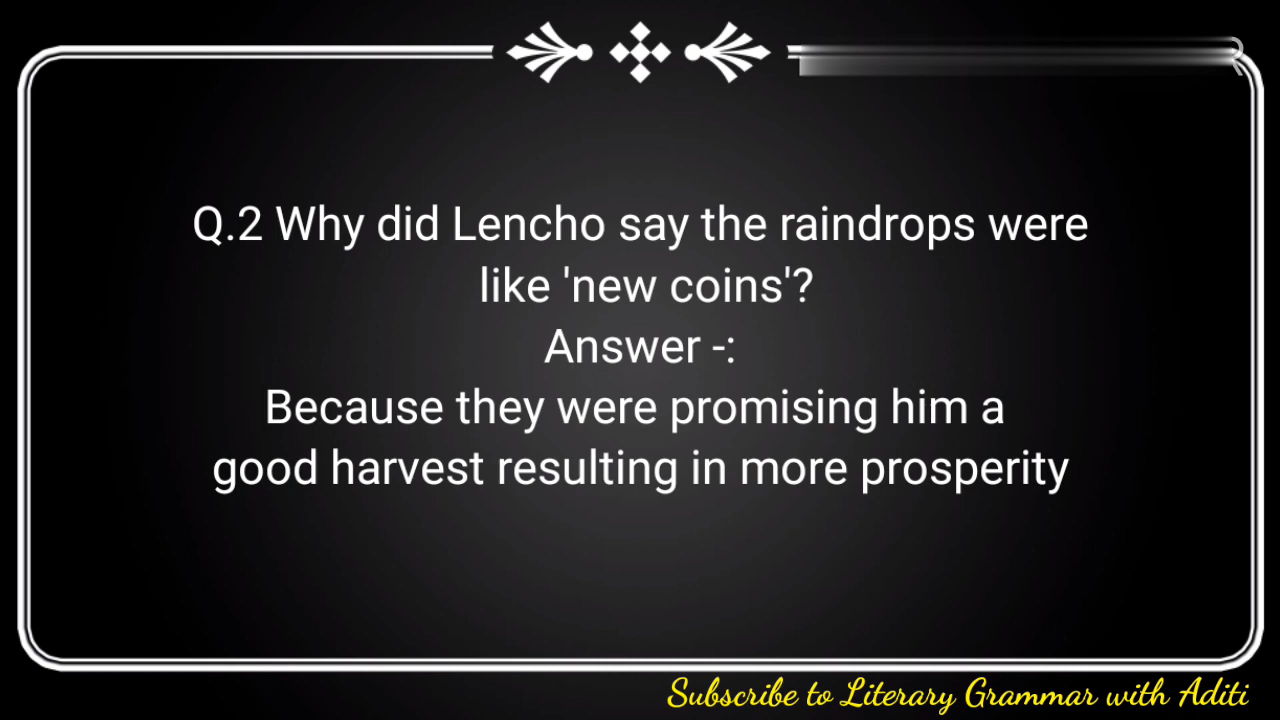 Q.2 Why did Lencho say the raindrops were
like 'new coins'?
Answer -:
Because they were promising him a
good harvest resulting in more prosperity
Subscribe to Literary Grammar with Aditi